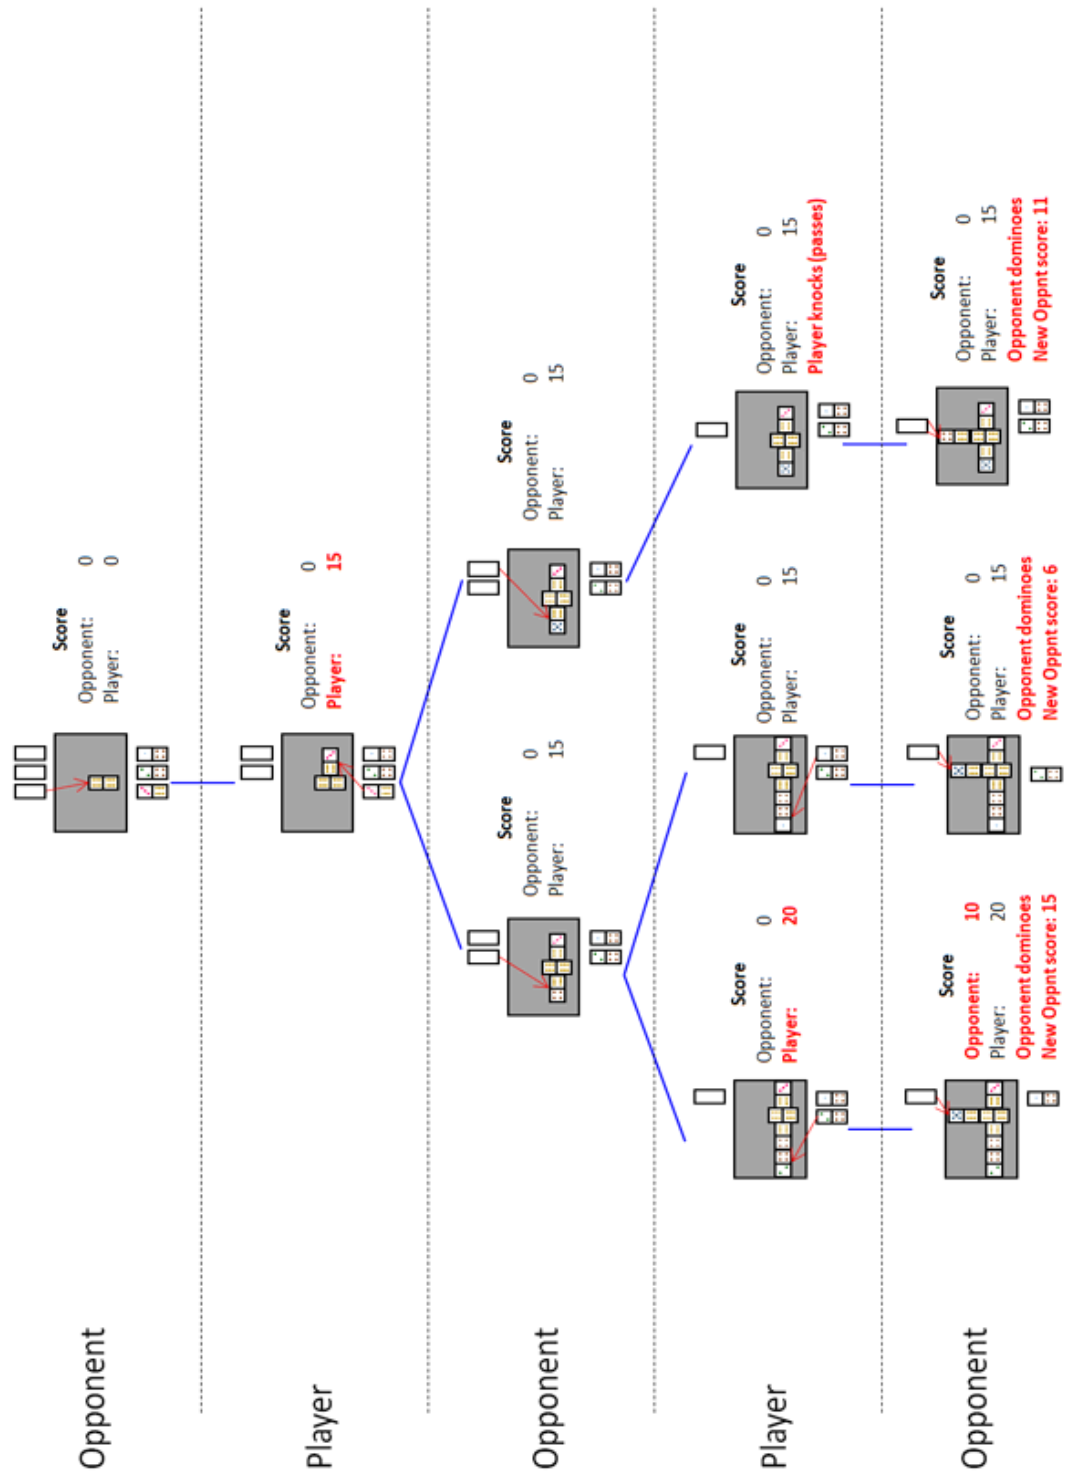 Opponent
Score
Opponent: 0
Player: 0
Player
Score
Opponent: 0
Player: 15
Opponent
Score
Opponent: 0
Player: 15
Score
Opponent: 0
Player: 15
Player
Score
Opponent: 0
Player: 20
Score
Opponent: 0
Player: 15
Score
Opponent: 0
Player: 15
Player knocks (passes)
Opponent
Score
Opponent: 10
Player: 20
Opponent dominoes
New Oppnt score: 15
Score
Opponent: 0
Player: 15
Opponent dominoes
New Oppnt score: 6
Score
Opponent: 0
Player: 15
Opponent dominoes
New Oppnt score: 11